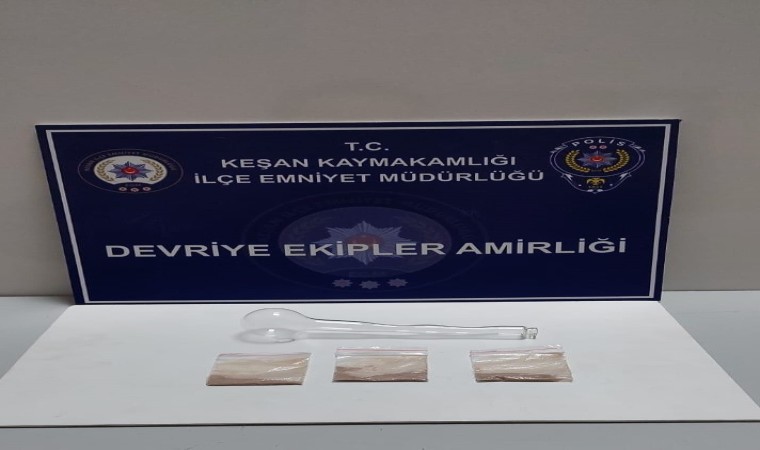 T.C.
KEŞAN KAYMAKAMLIĞI
İLÇE EMNİYET MÜDÜRLÜĞÜ
POLİS
DEVRİYE EKİPLER AMİRLİĞİ